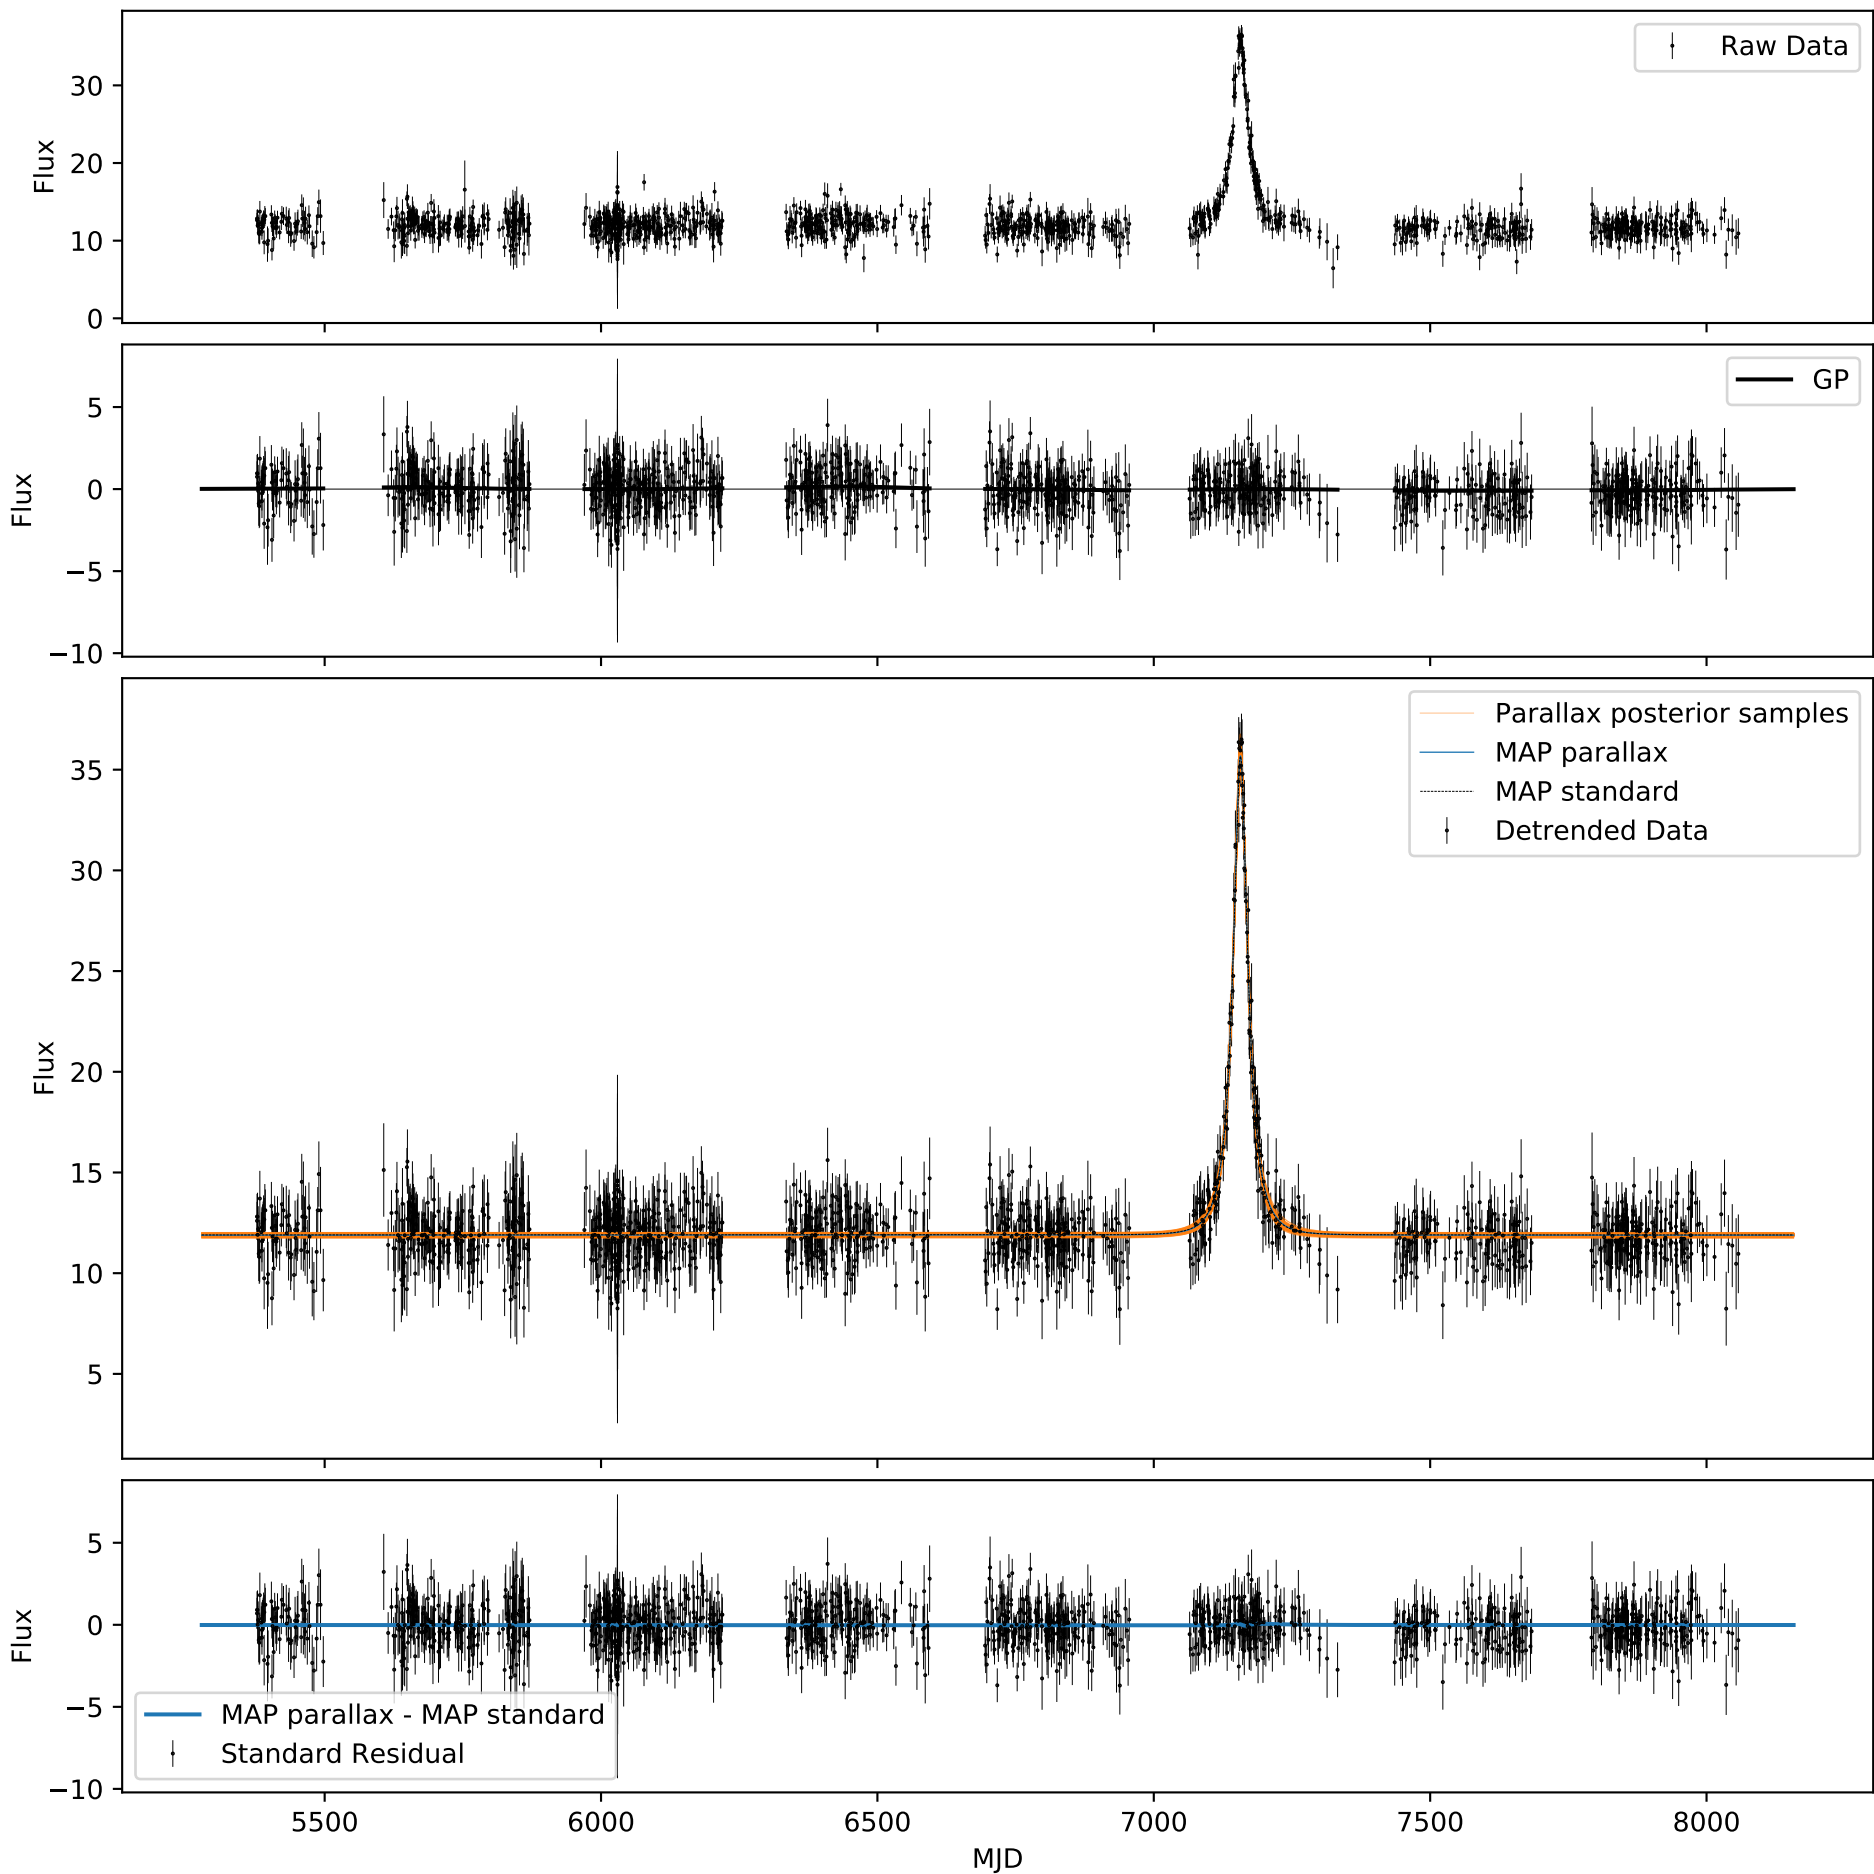 Raw Data
30
20
10
0
Flux
GP
5
0
−5
−10
Flux
Parallax posterior samples
MAP parallax
MAP standard
Detrended Data
35
30
25
20
15
10
5
Flux
5
0
−5
−10
Flux
MAP parallax - MAP standard
Standard Residual
5500 6000 6500 7000 7500 8000
MJD